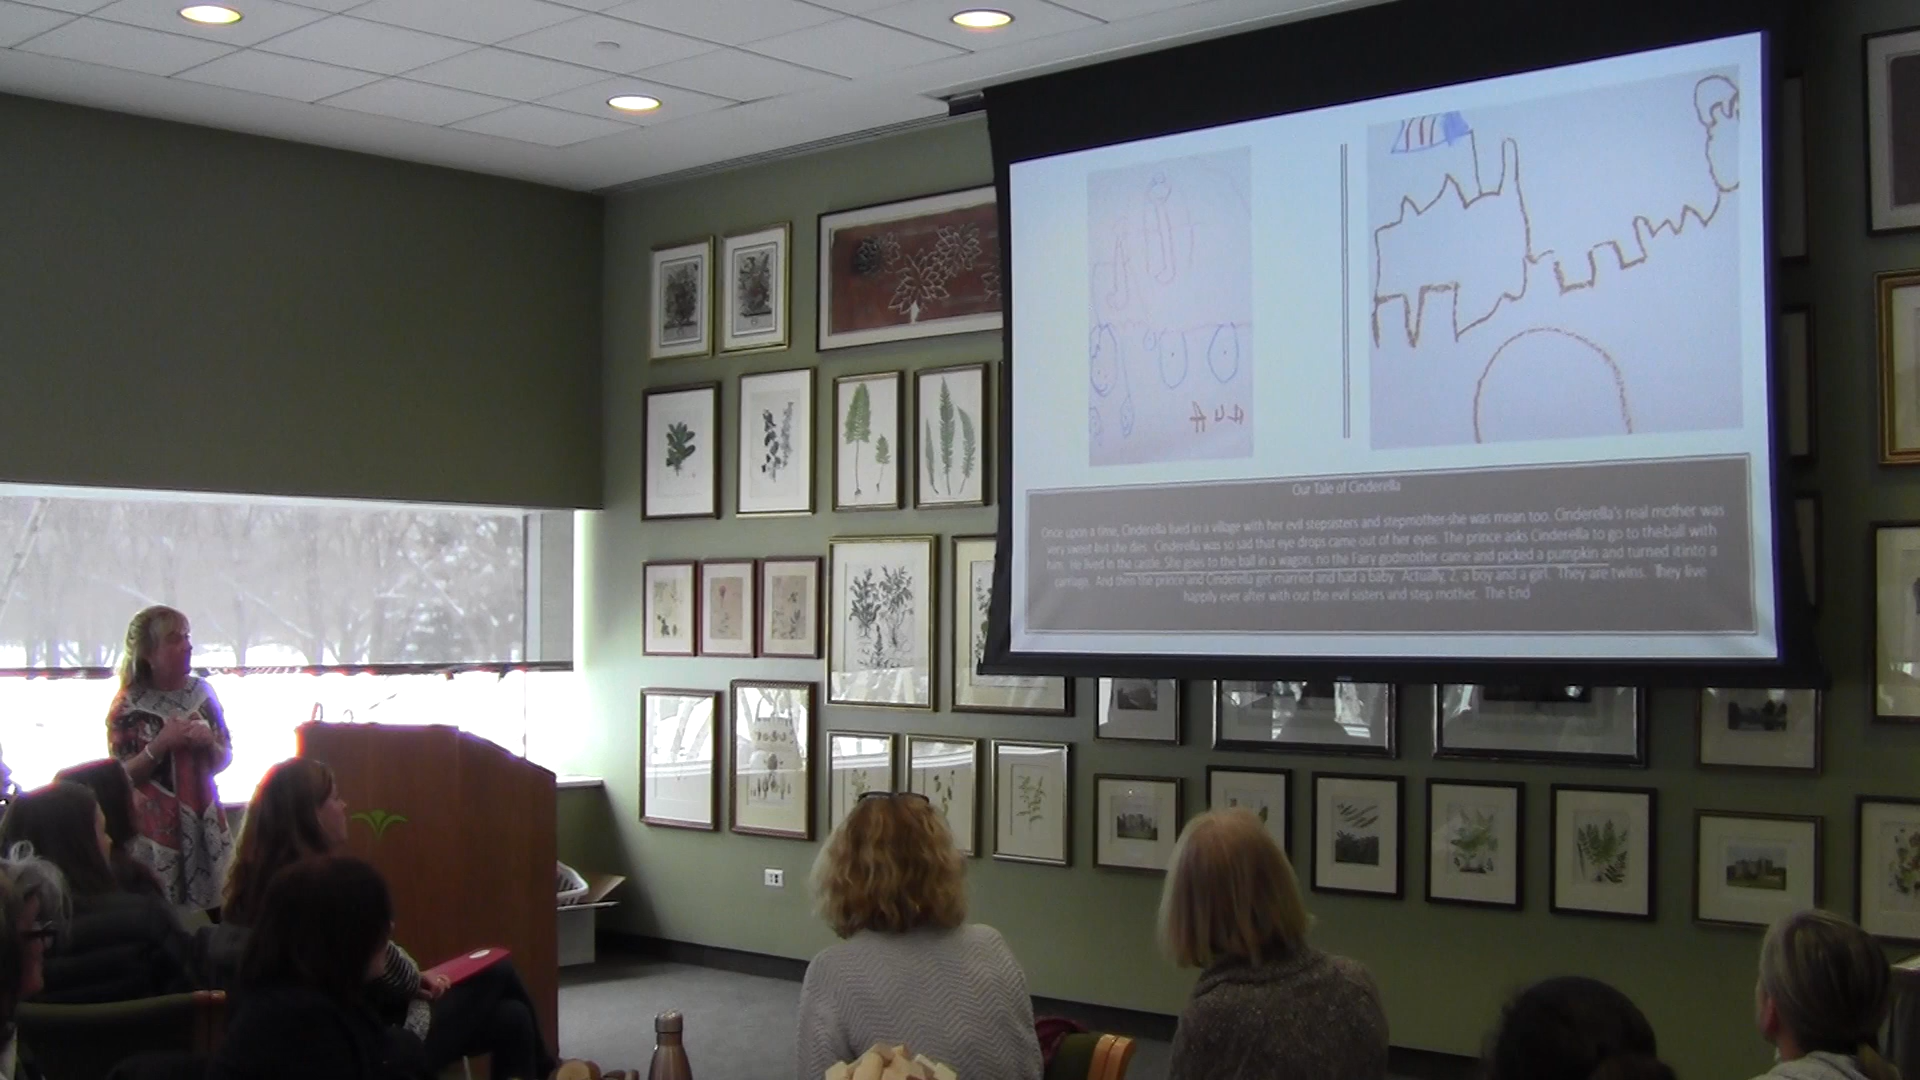 Our Tale of Cinderella
Once upon a time, Cinderella lived in a village with her evil stepsisters and stepmother-she was mean too. Cinderella's real mother was
very sweet but she dies. Cinderella was so sad that eye drops came out of her eyes. The prince asks Cinderella to go to theball with
him. He lived in the castle. She goes to the ball in a wagon, no the Fairy godmother came and picked a pumpkin and turned it into a
carriage. And then the prince and Cinderella get married and had a baby. Actually, 2, a boy and a girl. They are twins. They live
happily ever after with out the evil sisters and step mother. The End